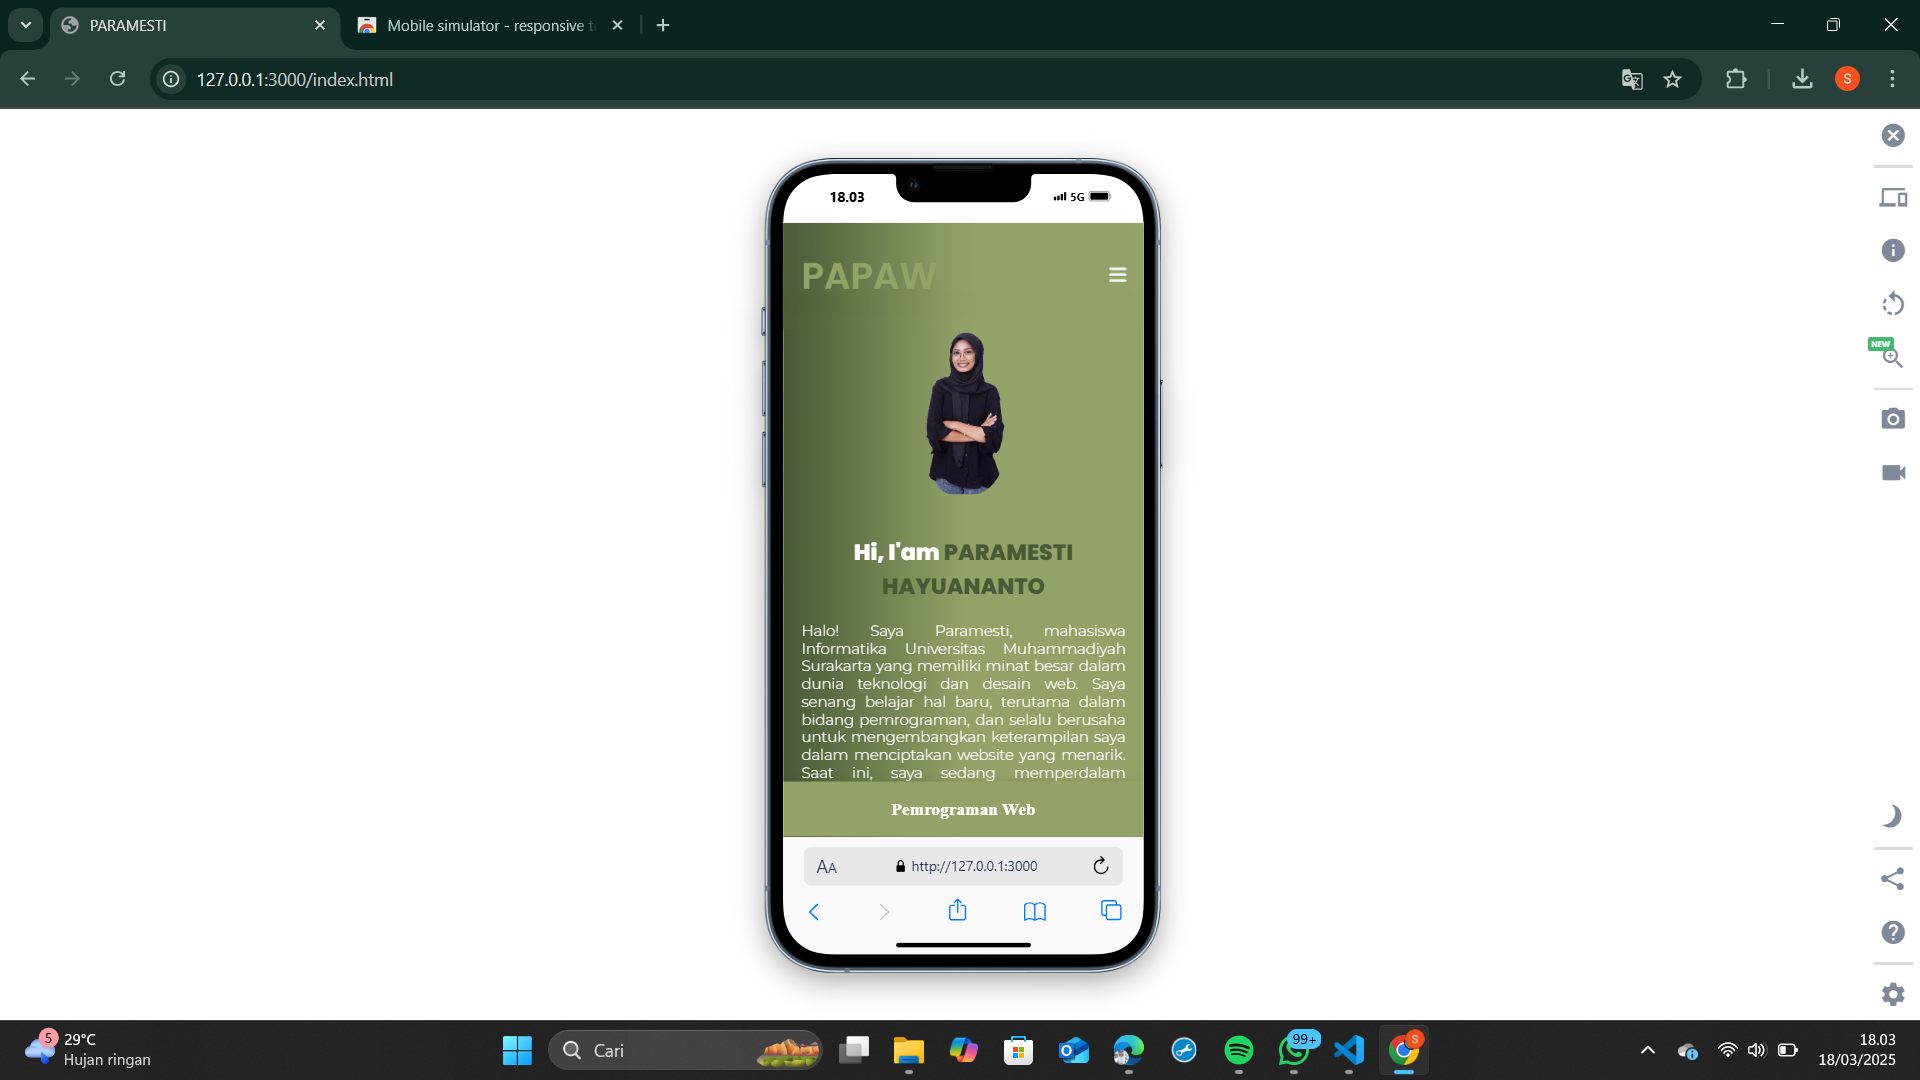 PARAMESTI
Mobile simulator - responsive t
127.0.0.1:3000/index.html
S
18.03
5G
PAPAW
Hi, I'am PARAMESTI
HAYUANANTO
Halo! Saya Paramesti, mahasiswa
Informatika Universitas Muhammadiyah
Surakarta yang memiliki minat besar dalam
dunia teknologi dan desain web. Saya
senang belajar hal baru, terutama dalam
bidang pemrograman, dan selalu berusaha
untuk mengembangkan keterampilan saya
dalam menciptakan website yang menarik.
Saat ini, saya sedang memperdalam
Pemrograman Web
AA
http://127.0.0.1:3000
NEW
5
29°C
Hujan ringan
Cari
99+
S
18.03
18/03/2025